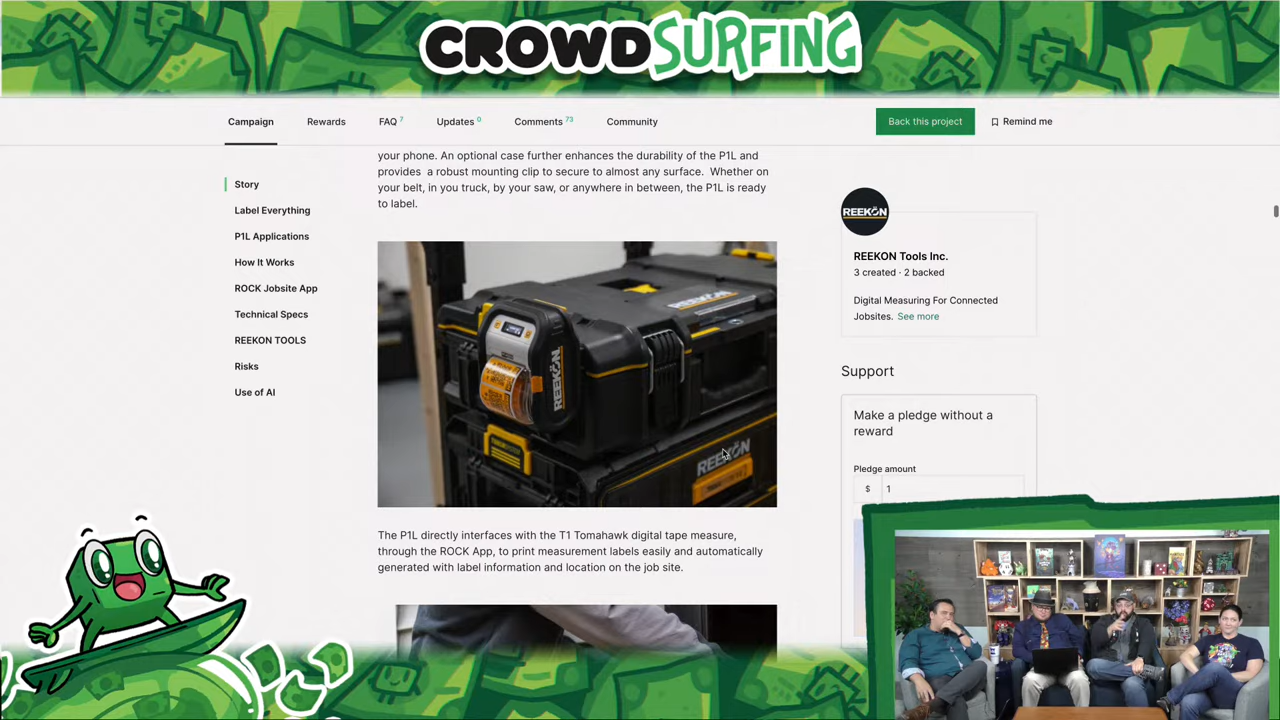 CROWDSURFING
Campaign
Rewards
FAQ 7
Updates 0
Comments 73
Community
Back this project
Remind me
Story
Label Everything
P1L Applications
How It Works
ROCK Jobsite App
Technical Specs
REEKON TOOLS
Risks
Use of AI
your phone. An optional case further enhances the durability of the P1L and
provides a robust mounting clip to secure to almost any surface. Whether on
your belt, in you truck, by your saw, or anywhere in between, the P1L is ready
to label.
REEKON
REEKON
REEKON
The P1L directly interfaces with the T1 Tomahawk digital tape measure,
through the ROCK App, to print measurement labels easily and automatically
generated with label information and location on the job site.
REEKON
REEKON Tools Inc.
3 created · 2 backed
Digital Measuring For Connected
Jobsites. See more
Support
Make a pledge without a
reward
Pledge amount
$ 1